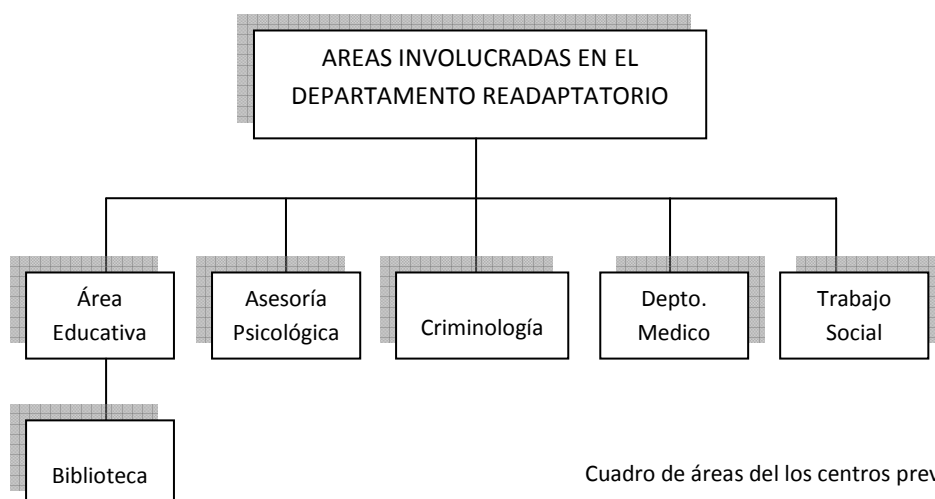 AREAS INVOLUCRADAS EN EL
DEPARTAMENTO READAPTATORIO
Área
Educativa
Asesoría
Psicológica
Criminología
Depto.
Medico
Trabajo
Social
Biblioteca
Cuadro de áreas del los centros prev